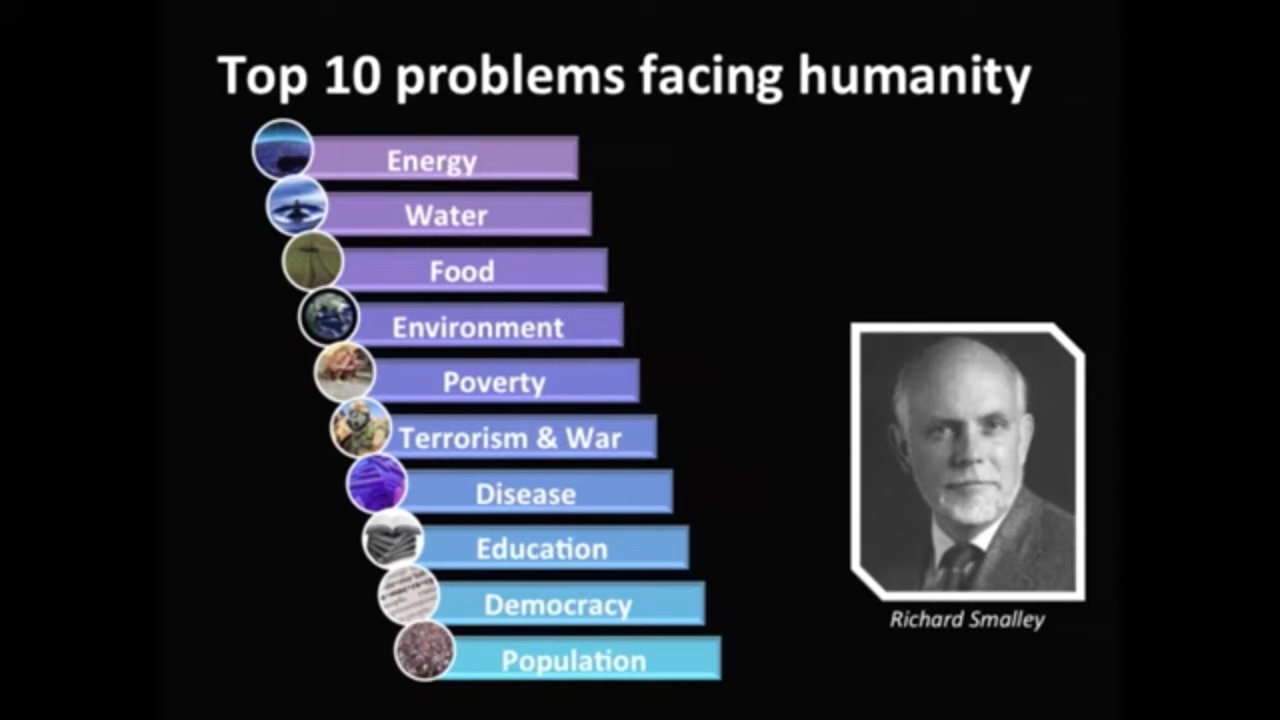 Top 10 problems facing humanity
Energy
Water
Food
Environment
Poverty
Terrorism & War
Disease
Education
Democracy
Population
Richard Smalley